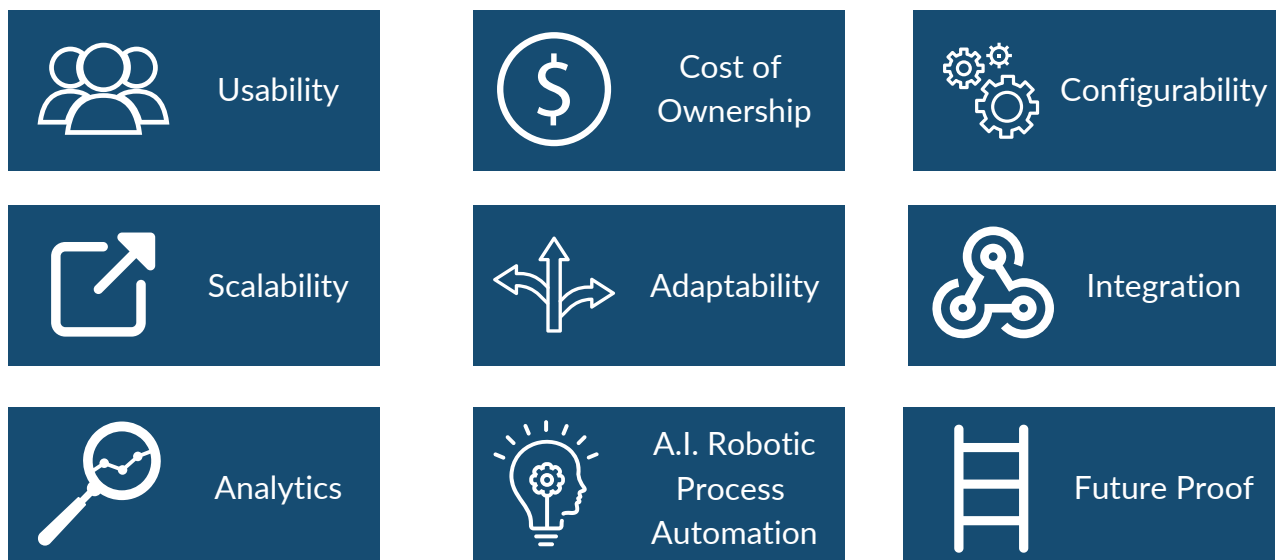 Usability
Cost of
Ownership
Configurability
Scalability
Adaptability
Integration
Analytics
A.I. Robotic
Process
Automation
Future Proof